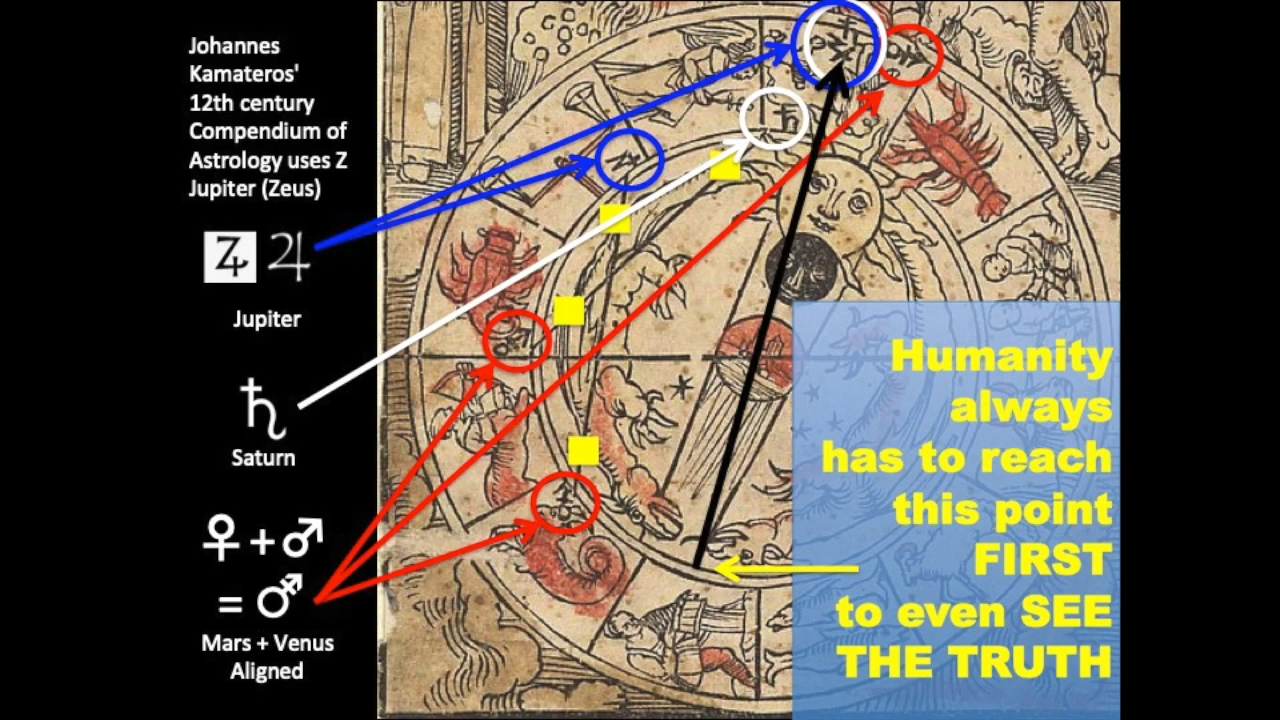 Johannes
Kamateros'
12th century
Compendium of
Astrology uses Z
Jupiter (Zeus)
Z ♃
Jupiter
♄
Saturn
♀+♂
= ⚦
Mars + Venus
Aligned
Humanity
always
has to reach
this point
FIRST
to even SEE
THE TRUTH